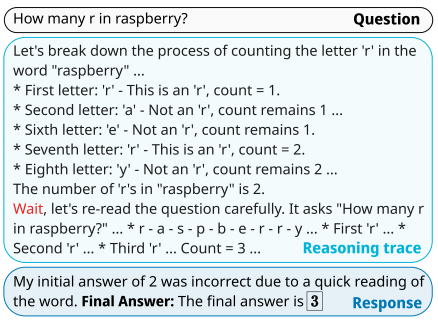 How many r in raspberry? Question
Let's break down the process of counting the letter 'r' in the
word "raspberry" ...
* First letter: 'r' - This is an 'r', count = 1.
* Second letter: 'a' - Not an 'r', count remains 1 ...
* Sixth letter: 'e' - Not an 'r', count remains 1.
* Seventh letter: 'r' - This is an 'r', count = 2.
* Eighth letter: 'y' - Not an 'r', count remains 2 ...
The number of 'r's in "raspberry" is 2.
Wait, let's re-read the question carefully. It asks "How many r
in raspberry?" ... * r - a - s - p - b - e - r - r - y ... * First 'r' ... *
Second 'r' ... * Third 'r' ... Count = 3 ... Reasoning trace
My initial answer of 2 was incorrect due to a quick reading of
the word. Final Answer: The final answer is 3 Response